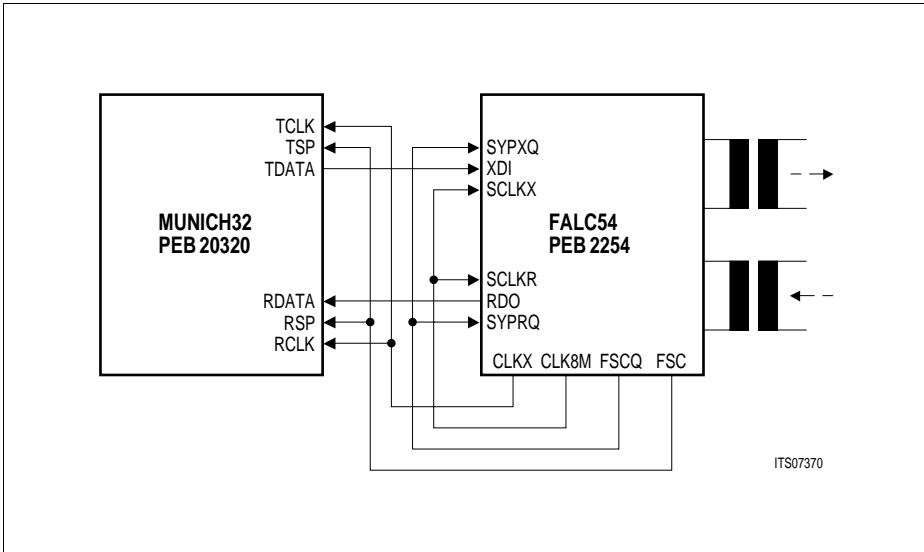 TCLK
TSP
TDATA
MUNICH32
PEB 20320
RDATA
RSP
RCLK
SYPXQ
XDI
SCLKX
FALC54
PEB 2254
SCLKR
RDO
SYPRQ
CLKX CLK8M FSCQ FSC
ITS07370